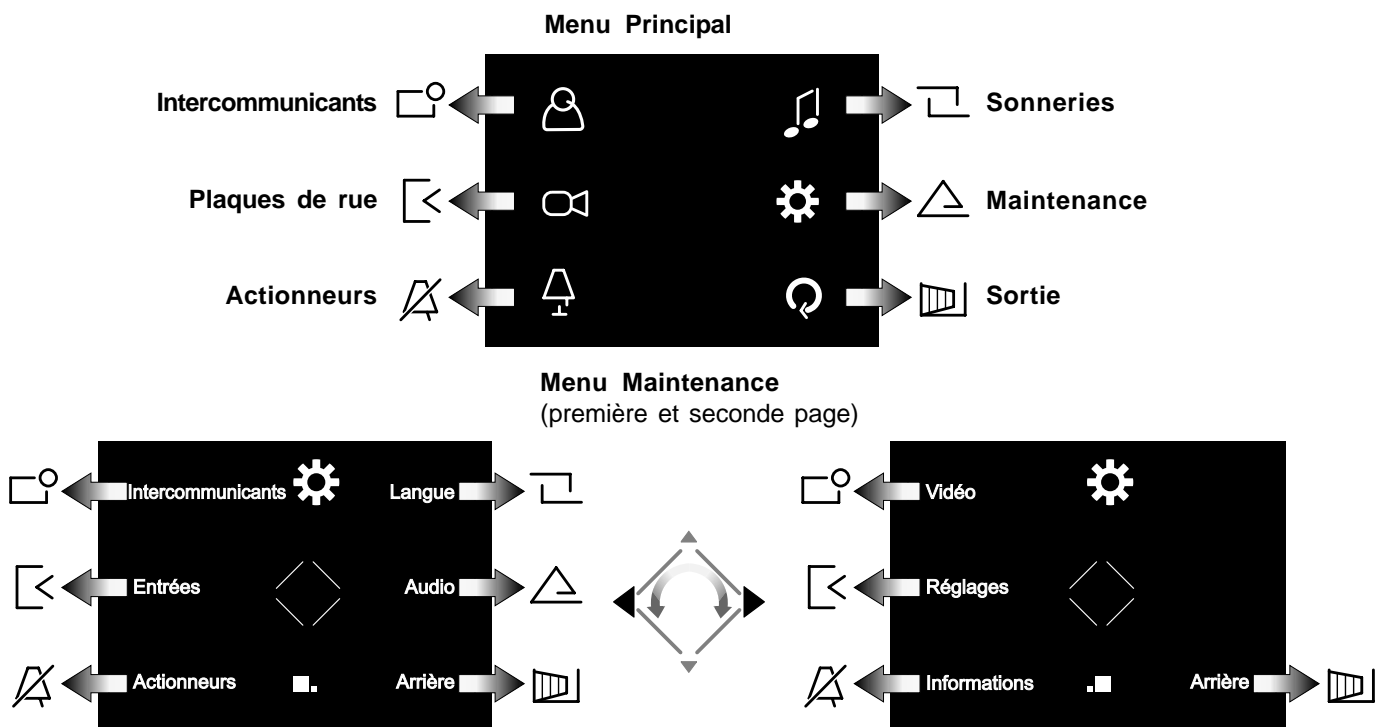 Menu Principal
Intercommunicants
Sonneries
Plaques de rue
Maintenance
Actionneurs
Sortie
Menu Maintenance
(première et seconde page)
Intercommunicants
Langue
Entrées
Audio
Actionneurs
Arrière
Vidéo
Réglages
Informations
Arrière